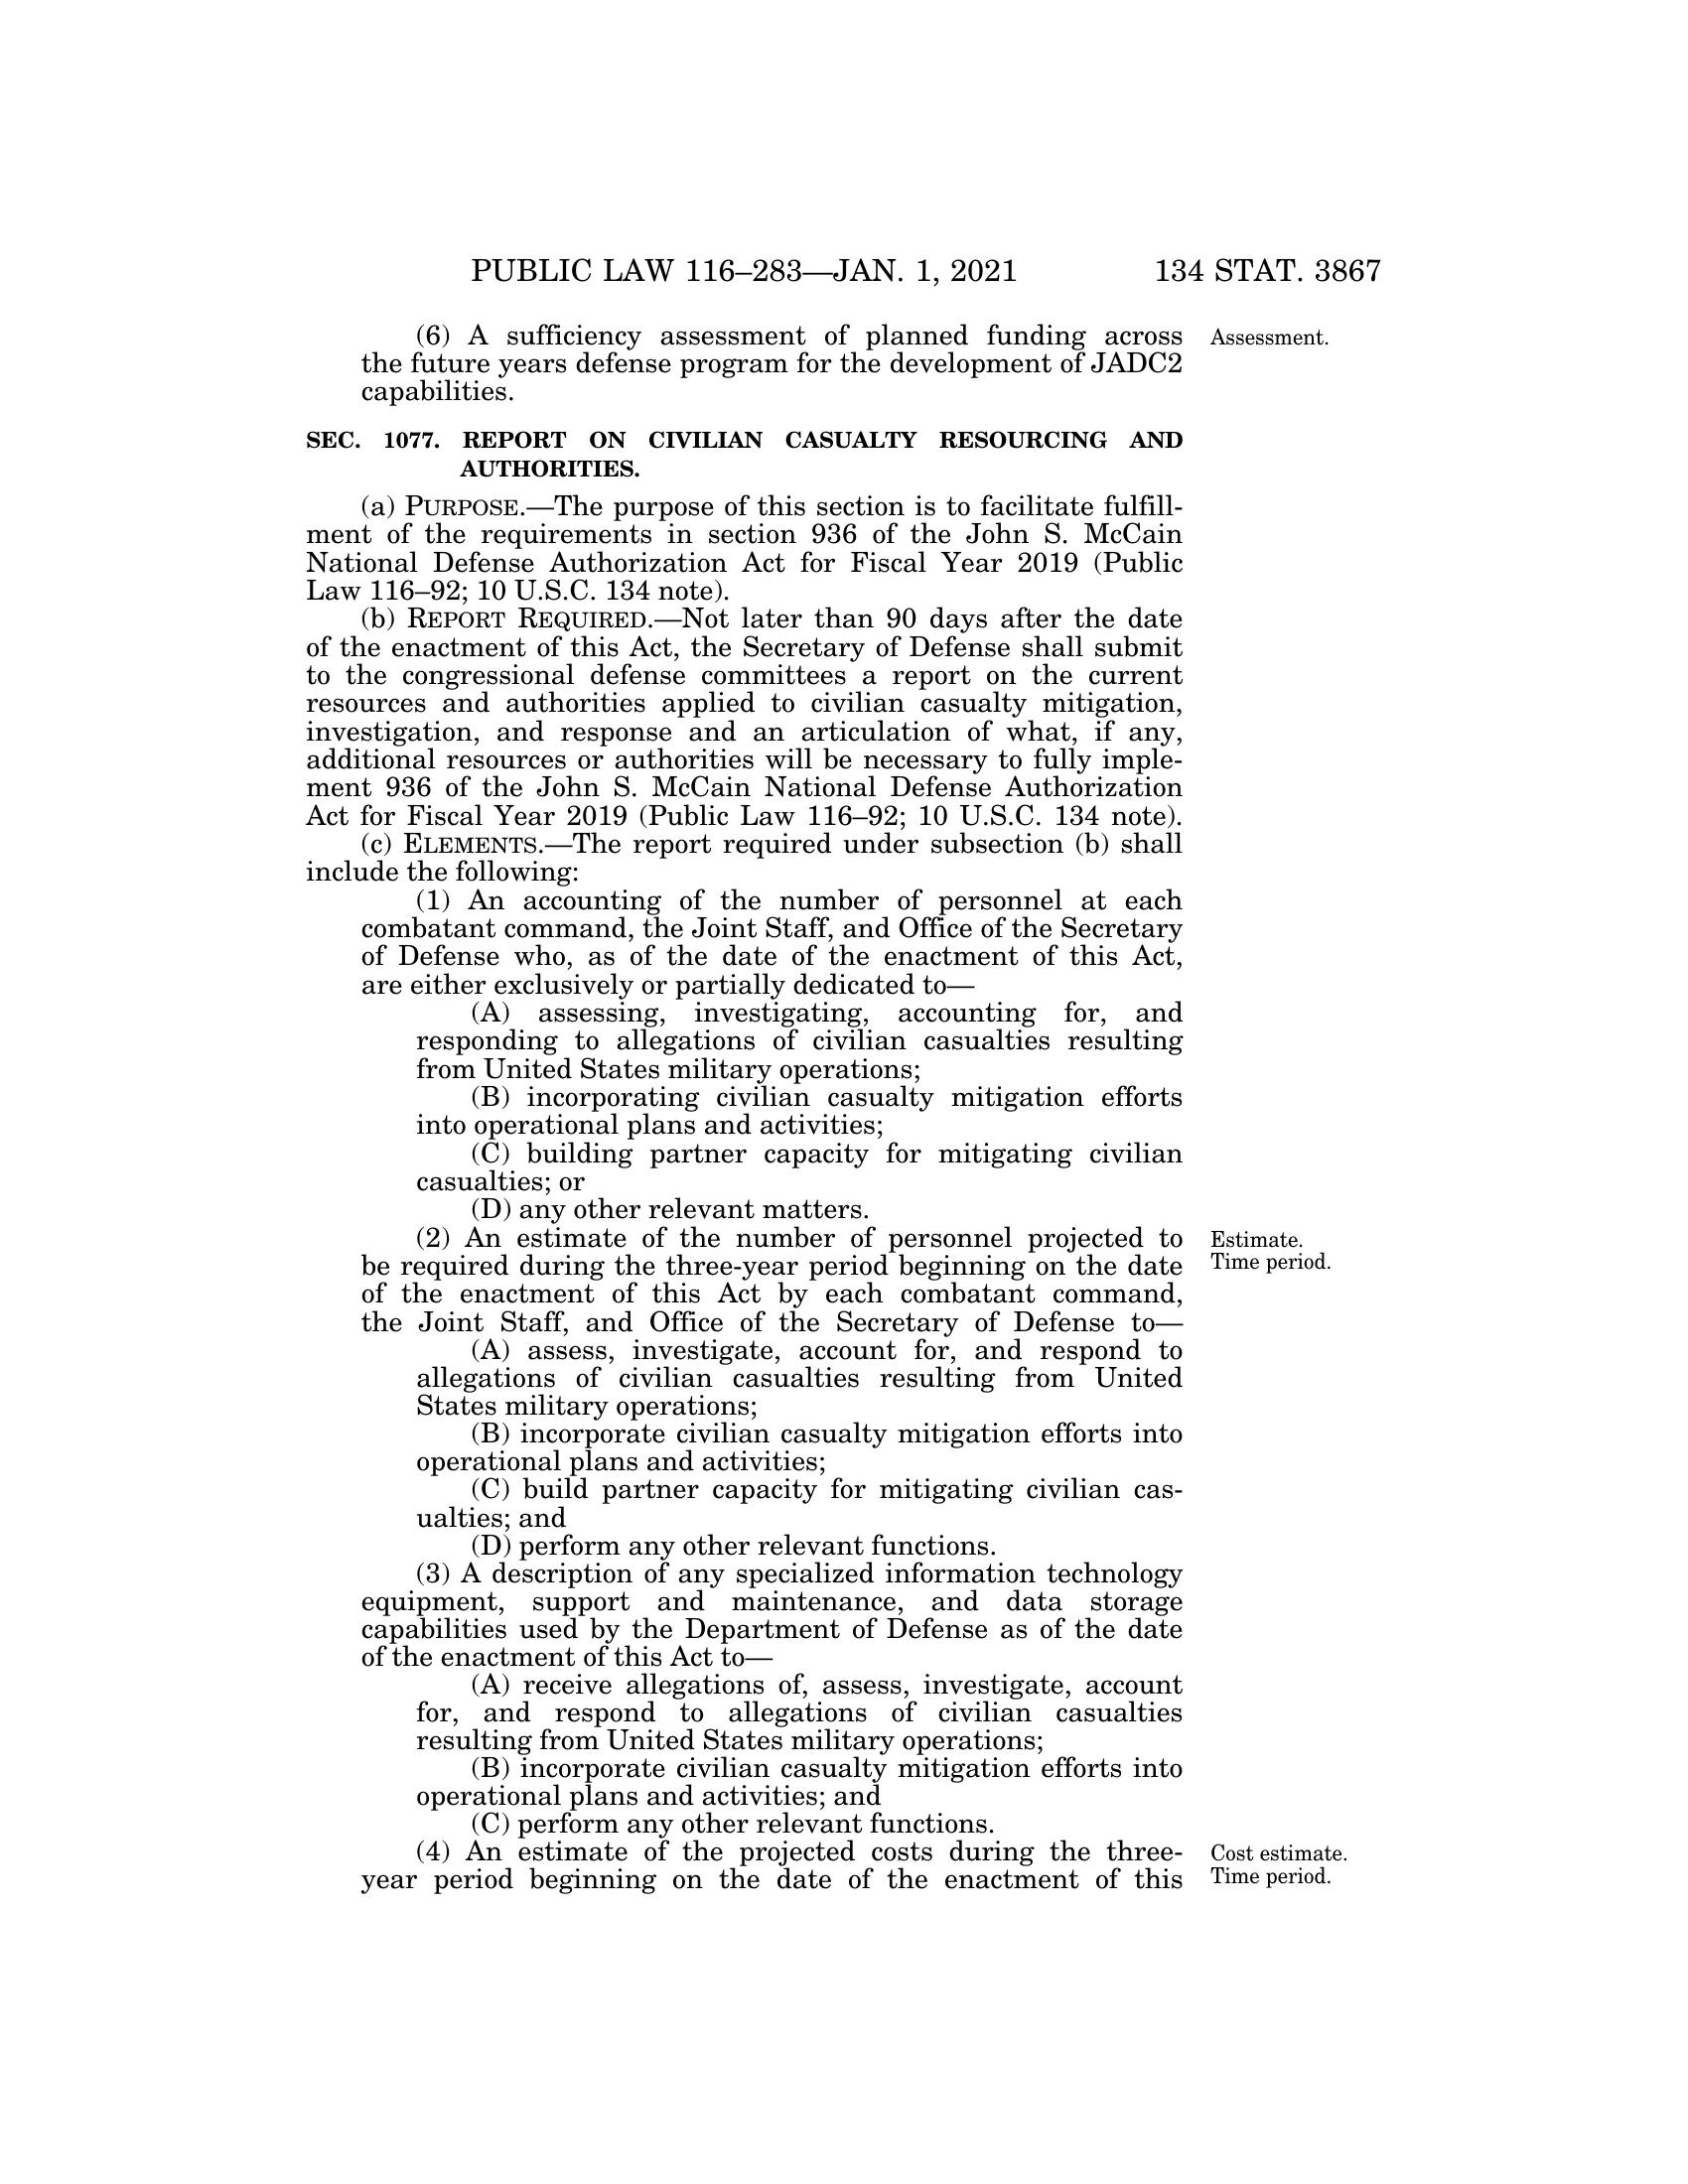 PUBLIC LAW 116–283—JAN. 1, 2021 134 STAT. 3867
(6) A sufficiency assessment of planned funding across
the future years defense program for the development of JADC2
capabilities.
Assessment.
SEC. 1077. REPORT ON CIVILIAN CASUALTY RESOURCING AND
AUTHORITIES.
(a) PURPOSE.—The purpose of this section is to facilitate fulfill-
ment of the requirements in section 936 of the John S. McCain
National Defense Authorization Act for Fiscal Year 2019 (Public
Law 116–92; 10 U.S.C. 134 note).
(b) REPORT REQUIRED.—Not later than 90 days after the date
of the enactment of this Act, the Secretary of Defense shall submit
to the congressional defense committees a report on the current
resources and authorities applied to civilian casualty mitigation,
investigation, and response and an articulation of what, if any,
additional resources or authorities will be necessary to fully imple-
ment 936 of the John S. McCain National Defense Authorization
Act for Fiscal Year 2019 (Public Law 116–92; 10 U.S.C. 134 note).
(c) ELEMENTS.—The report required under subsection (b) shall
include the following:
(1) An accounting of the number of personnel at each
combatant command, the Joint Staff, and Office of the Secretary
of Defense who, as of the date of the enactment of this Act,
are either exclusively or partially dedicated to—
(A) assessing, investigating, accounting for, and
responding to allegations of civilian casualties resulting
from United States military operations;
(B) incorporating civilian casualty mitigation efforts
into operational plans and activities;
(C) building partner capacity for mitigating civilian
casualties; or
(D) any other relevant matters.
(2) An estimate of the number of personnel projected to
be required during the three-year period beginning on the date
of the enactment of this Act by each combatant command,
the Joint Staff, and Office of the Secretary of Defense to—
Estimate.
Time period.
(A) assess, investigate, account for, and respond to
allegations of civilian casualties resulting from United
States military operations;
(B) incorporate civilian casualty mitigation efforts into
operational plans and activities;
(C) build partner capacity for mitigating civilian cas-
ualties; and
(D) perform any other relevant functions.
(3) A description of any specialized information technology
equipment, support and maintenance, and data storage
capabilities used by the Department of Defense as of the date
of the enactment of this Act to—
(A) receive allegations of, assess, investigate, account
for, and respond to allegations of civilian casualties
resulting from United States military operations;
(B) incorporate civilian casualty mitigation efforts into
operational plans and activities; and
(C) perform any other relevant functions.
(4) An estimate of the projected costs during the three-
year period beginning on the date of the enactment of this
Cost estimate.
Time period.